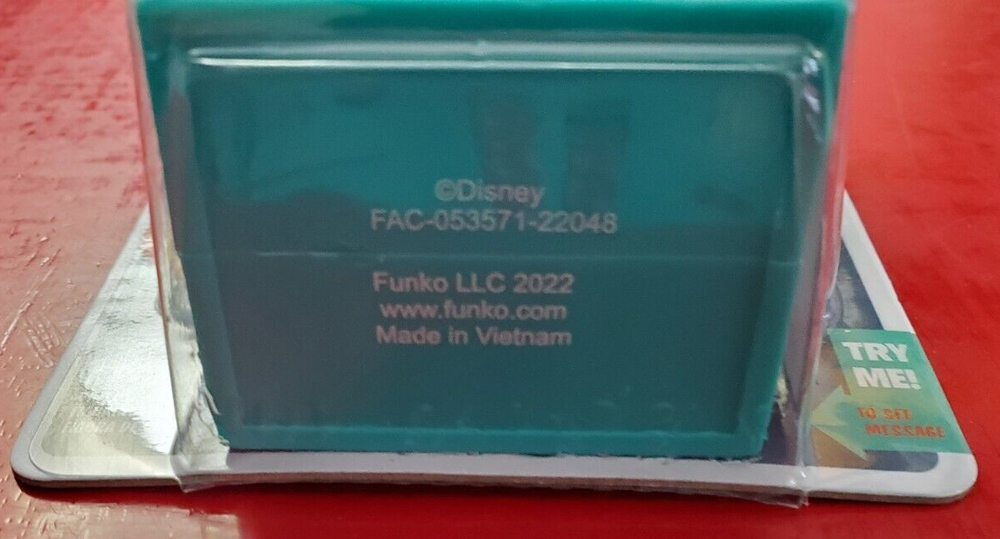 ©Disney
FAC-053571-22048
Funko LLC 2022
www.funko.com
Made in Vietnam
TRY
ME!
TO SEE
MESSAGE